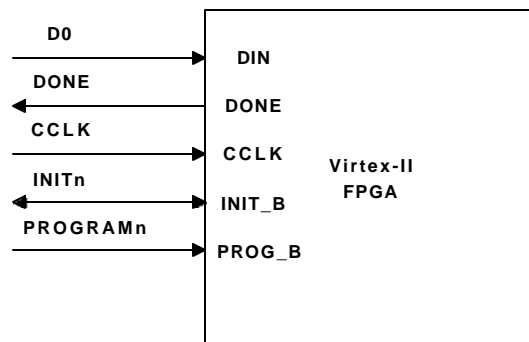 D0
DIN
DONE
DONE
CCLK
CCLK
INITn
INIT_B
PROGRAMn
PROG_B
Virtex-II
FPGA